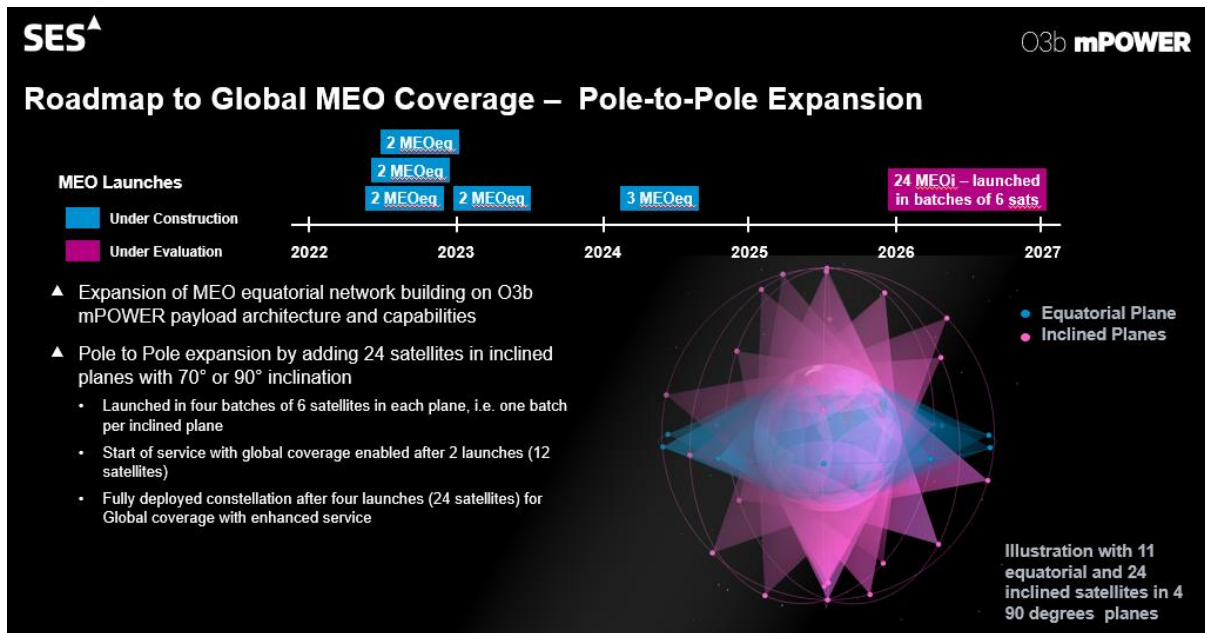 SES
O3b mPOWER
Roadmap to Global MEO Coverage – Pole-to-Pole Expansion
2 MEOeq
2 MEOeq
MEO Launches
2 MEOeq
2 MEOeq
3 MEOeq
24 MEOi – launched
in batches of 6 sats
Under Construction
Under Evaluation
2022
2023
2024
2025
2026
2027
Expansion of MEO equatorial network building on O3b
mPOWER payload architecture and capabilities
Pole to Pole expansion by adding 24 satellites in inclined
planes with 70° or 90° inclination
• Launched in four batches of 6 satellites in each plane, i.e. one batch
per inclined plane
• Start of service with global coverage enabled after 2 launches (12
satellites)
• Fully deployed constellation after four launches (24 satellites) for
Global coverage with enhanced service
Equatorial Plane
Inclined Planes
Illustration with 11
equatorial and 24
inclined satellites in 4
90 degrees planes